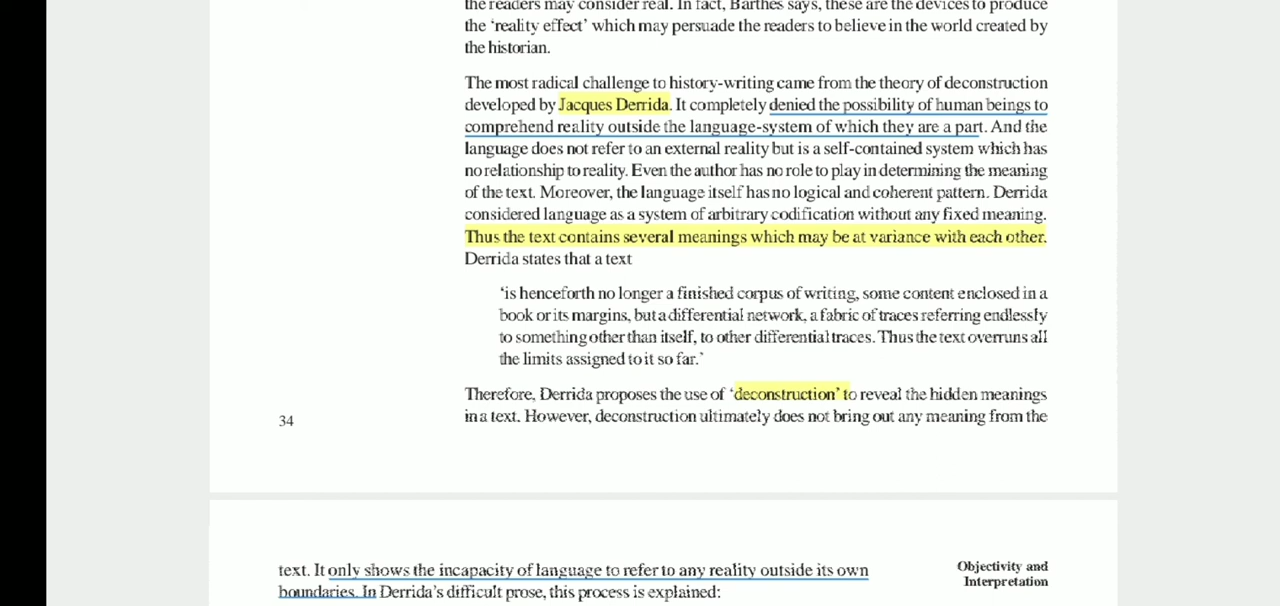 the readers may consider real. In fact, Barthes says, these are the devices to produce
the ‘reality effect’ which may persuade the readers to believe in the world created by
the historian.
The most radical challenge to history-writing came from the theory of deconstruction
developed by Jacques Derrida. It completely denied the possibility of human beings to
comprehend reality outside the language-system of which they are a part. And the
language does not refer to an external reality but is a self-contained system which has
no relationship to reality. Even the author has no role to play in determining the meaning
of the text. Moreover, the language itself has no logical and coherent pattern. Derrida
considered language as a system of arbitrary codification without any fixed meaning.
Thus the text contains several meanings which may be at variance with each other.
Derrida states that a text
‘is henceforth no longer a finished corpus of writing, some content enclosed in a
book or its margins, but a differential network, a fabric of traces referring endlessly
to something other than itself, to other differential traces. Thus the text overruns all
the limits assigned to it so far.’
Therefore, Derrida proposes the use of ‘deconstruction’ to reveal the hidden meanings
in a text. However, deconstruction ultimately does not bring out any meaning from the
34
text. It only shows the incapacity of language to refer to any reality outside its own
boundaries. In Derrida’s difficult prose, this process is explained:
Objectivity and
Interpretation